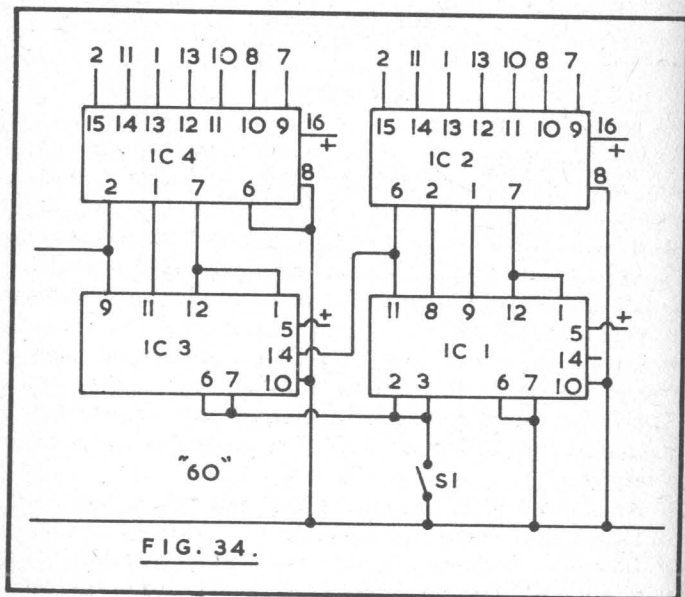 2 11 1 13 10 8 7 2 11 1 13 10 8 7
15 14 13 12 11 10 9 16 15 14 13 12 11 10 9 16
+ +
IC 4 IC 2
8 8
2 1 7 6 6 2 1 7
9 11 12 1 11 8 9 12 1
5 + 5 +
IC 3 14 IC 1 14
6 7 10 2 3 6 7 10
"60" S1
FIG. 34.